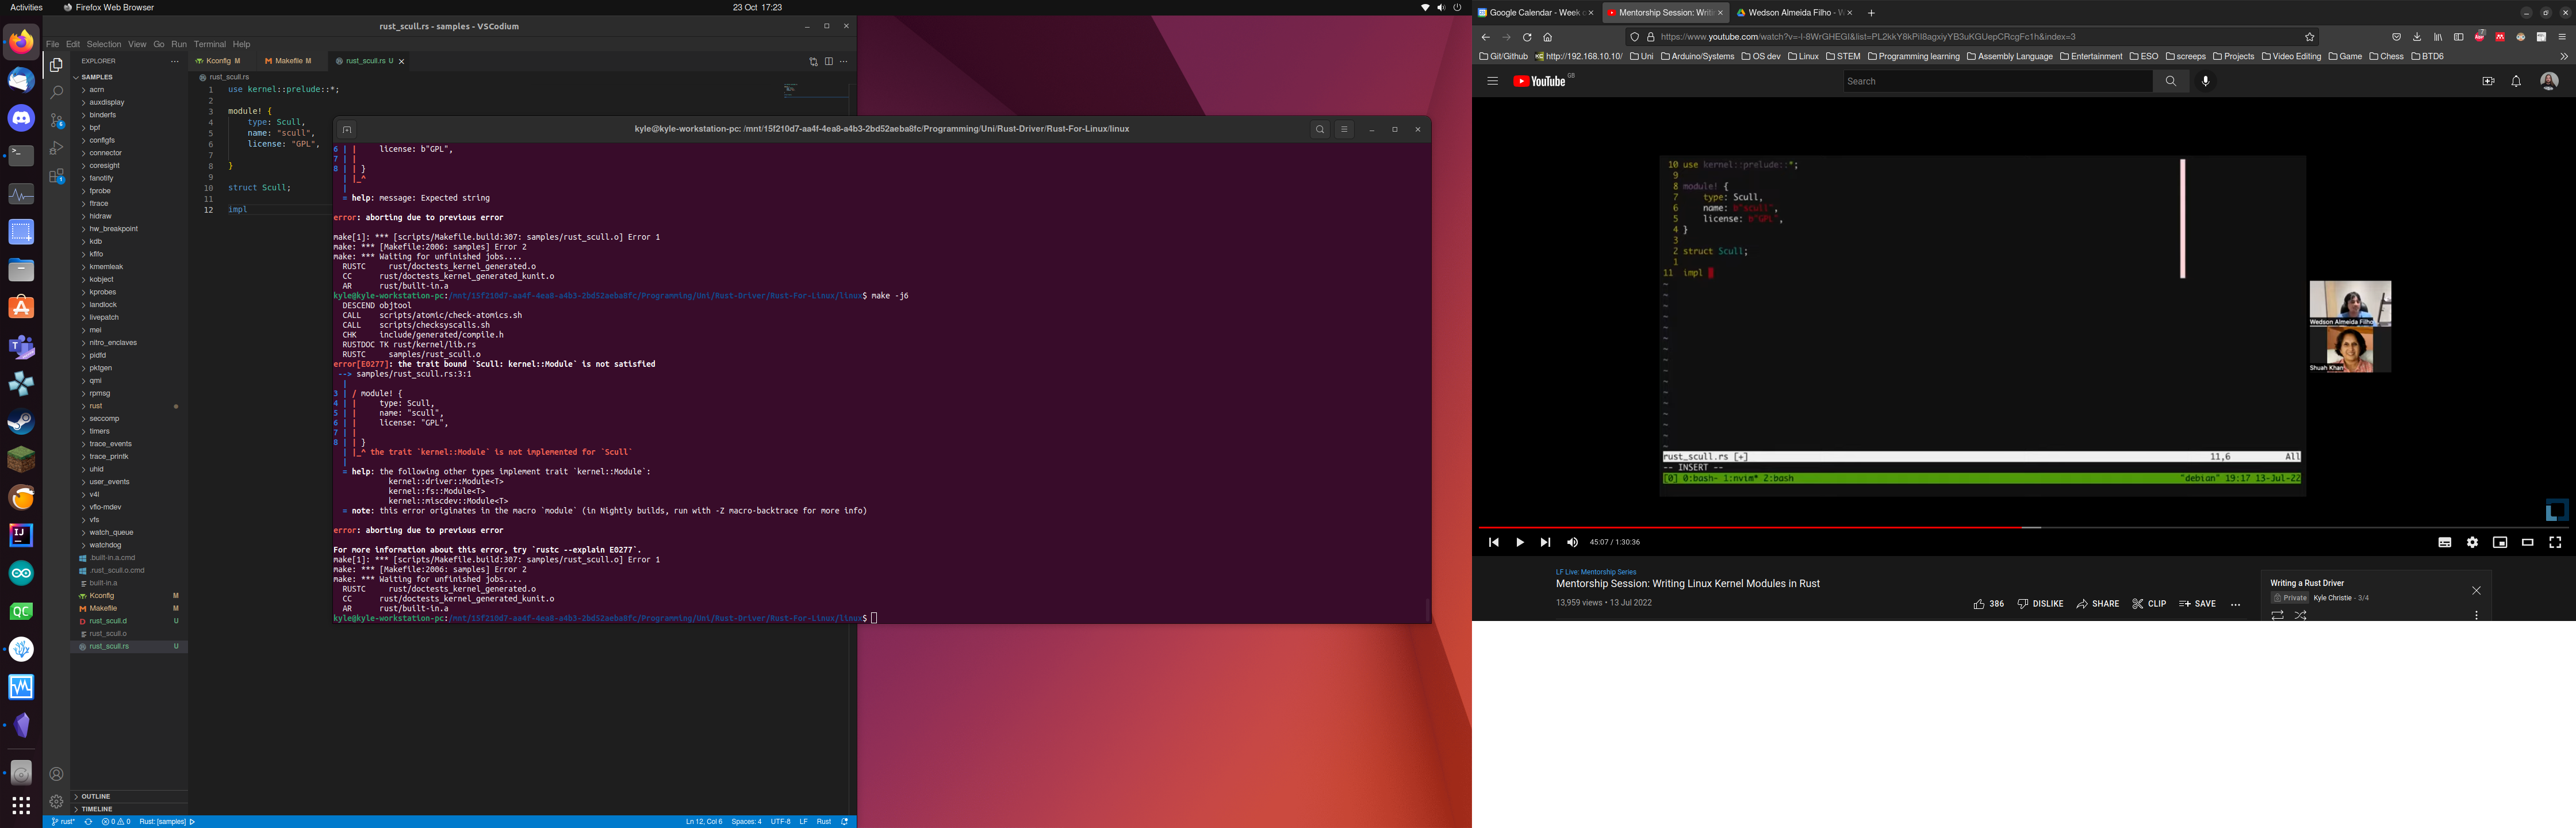 Activities
Firefox Web Browser
23 Oct 17:23
rust_scull.rs - samples - VSCodium
File Edit Selection View Go Run Terminal Help
EXPLORER
SAMPLES
acrn
auxdisplay
binderfs
bpf
configfs
connector
coresight
fanotify
fprobe
ftrace
hidraw
hw_breakpoint
kdb
kfifo
kmemleak
kobject
kprobes
landlock
livepatch
mei
nitro_enclaves
pidfd
pktgen
qmi
rpmsg
rust
seccomp
timers
trace_events
trace_printk
uhid
user_events
v4l
vfio-mdev
vfs
watch_queue
watchdog
.built-in.a.cmd
.rust_scull.o.cmd
built-in.a
Kconfig M
Makefile M
rust_scull.d U
rust_scull.o
rust_scull.rs U
OUTLINE
TIMELINE
Kconfig M
Makefile M
rust_scull.rs U
rust_scull.rs
1 use kernel::prelude::*;
2
3 module! {
4 type: Scull,
5 name: "scull",
6 license: "GPL",
7
8 }
9
10 struct Scull;
11
12 impl
rust*
0 0
Rust: [samples]
Ln 12, Col 6 Spaces: 4 UTF-8 LF Rust
kyle@kyle-workstation-pc: /mnt/15f210d7-aa4f-4ea8-a4b3-2bd52aeba8fc/Programming/Uni/Rust-Driver/Rust-For-Linux/linux
6 | | license: b"GPL",
7 | |
8 | | }
| |_^
|
= help: message: Expected string
error: aborting due to previous error
make[1]: *** [scripts/Makefile.build:307: samples/rust_scull.o] Error 1
make: *** [Makefile:2006: samples] Error 2
make: *** Waiting for unfinished jobs....
RUSTC rust/doctests_kernel_generated.o
CC rust/doctests_kernel_generated_kunit.o
AR rust/built-in.a
kyle@kyle-workstation-pc:/mnt/15f210d7-aa4f-4ea8-a4b3-2bd52aeba8fc/Programming/Uni/Rust-Driver/Rust-For-Linux/linux$ make -j6
DESCEND objtool
CALL scripts/atomic/check-atomics.sh
CALL scripts/checksyscalls.sh
CHK include/generated/compile.h
RUSTDOC TK rust/kernel/lib.rs
RUSTC samples/rust_scull.o
error[E0277]: the trait bound `Scull: kernel::Module` is not satisfied
--> samples/rust_scull.rs:3:1
|
3 | / module! {
4 | | type: Scull,
5 | | name: "scull",
6 | | license: "GPL",
7 | |
8 | | }
| |_^ the trait `kernel::Module` is not implemented for `Scull`
|
= help: the following other types implement trait `kernel::Module`:
kernel::driver::Module<T>
kernel::fs::Module<T>
kernel::miscdev::Module<T>
= note: this error originates in the macro `module` (in Nightly builds, run with -Z macro-backtrace for more info)
error: aborting due to previous error
For more information about this error, try `rustc --explain E0277`.
make[1]: *** [scripts/Makefile.build:307: samples/rust_scull.o] Error 1
make: *** [Makefile:2006: samples] Error 2
make: *** Waiting for unfinished jobs....
RUSTC rust/doctests_kernel_generated.o
CC rust/doctests_kernel_generated_kunit.o
AR rust/built-in.a
kyle@kyle-workstation-pc:/mnt/15f210d7-aa4f-4ea8-a4b3-2bd52aeba8fc/Programming/Uni/Rust-Driver/Rust-For-Linux/linux$
Google Calendar - Week
Mentorship Session: Writi
Wedson Almeida Filho - W
https://www.youtube.com/watch?v=-l-8WrGHEGI&list=PL2kkY8kPiI8agxiyYB3uKGUepCRcgFc1h&index=3
Git/Github http://192.168.10.10/ Uni Arduino/Systems OS dev Linux STEM Programming learning Assembly Language Entertainment ESO screeps Projects Video Editing Game Chess BTD6
YouTube GB
Search
10 use kernel::prelude::*;
9
8 module! {
7 type: Scull,
6 name: b"scull",
5 license: b"GPL",
4 }
3
2 struct Scull;
1
11 impl
rust_scull.rs [+] 11,6 All
-- INSERT --
[0] 0:bash- 1:nvim* 2:bash "debian" 19:17 13-Jul-22
Wedson Almeida Filho
Shuah Khan
45:07 / 1:30:36
LF Live: Mentorship Series
Mentorship Session: Writing Linux Kernel Modules in Rust
13,959 views • 13 Jul 2022
386 DISLIKE SHARE CLIP SAVE
Writing a Rust Driver
Private Kyle Christie - 3/4